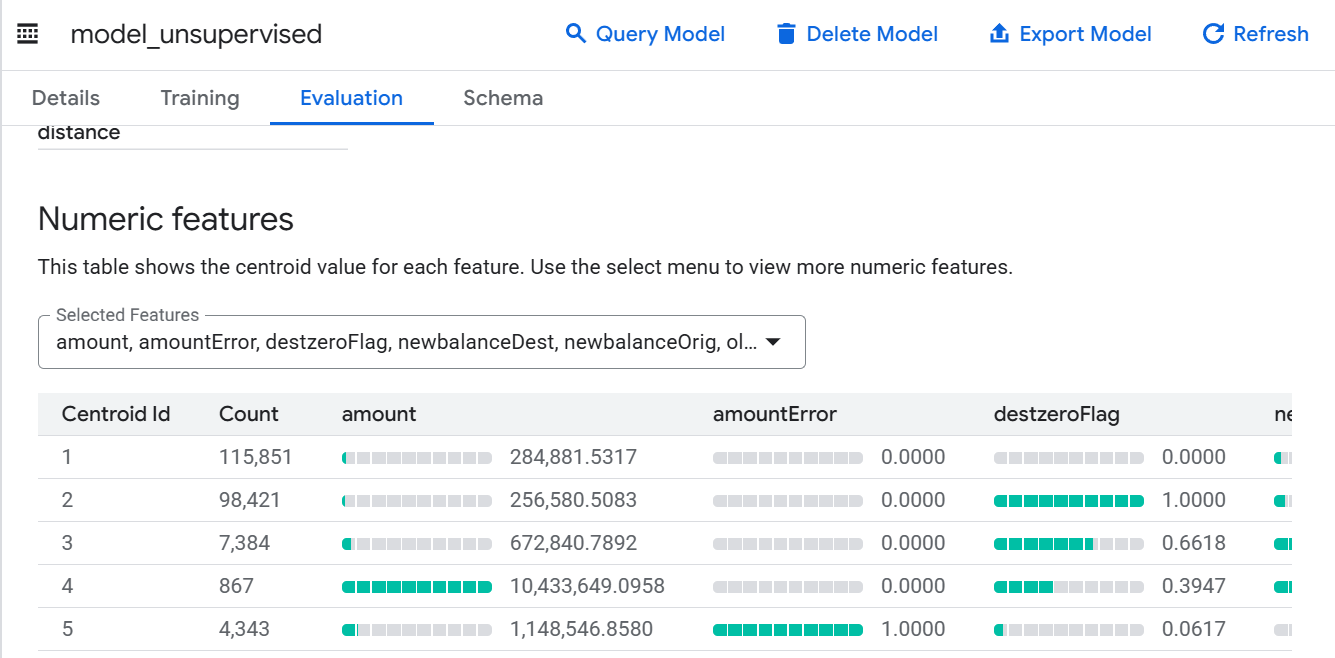 model_unsupervised Query Model Delete Model Export Model Refresh
Details Training Evaluation Schema
distance
Numeric features
This table shows the centroid value for each feature. Use the select menu to view more numeric features.
Selected Features
amount, amountError, destzeroFlag, newbalanceDest, newbalanceOrig, ol...
Centroid Id Count amount amountError destzeroFlag ne
1 115,851 284,881.5317 0.0000 0.0000
2 98,421 256,580.5083 0.0000 1.0000
3 7,384 672,840.7892 0.0000 0.6618
4 867 10,433,649.0958 0.0000 0.3947
5 4,343 1,148,546.8580 1.0000 0.0617